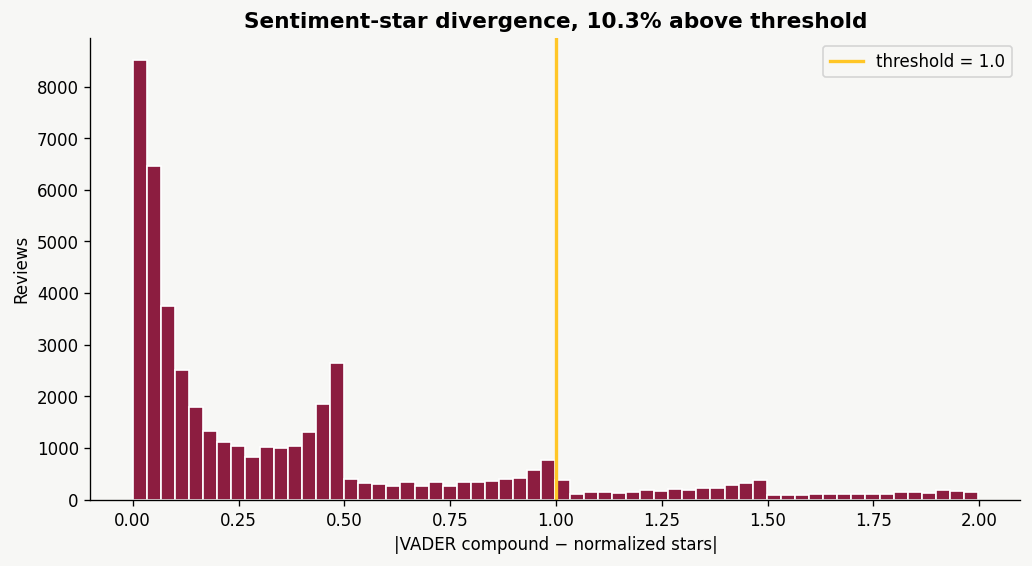 Sentiment-star divergence, 10.3% above threshold
threshold = 1.0
Reviews
8000
7000
6000
5000
4000
3000
2000
1000
0
0.00 0.25 0.50 0.75 1.00 1.25 1.50 1.75 2.00
|VADER compound − normalized stars|